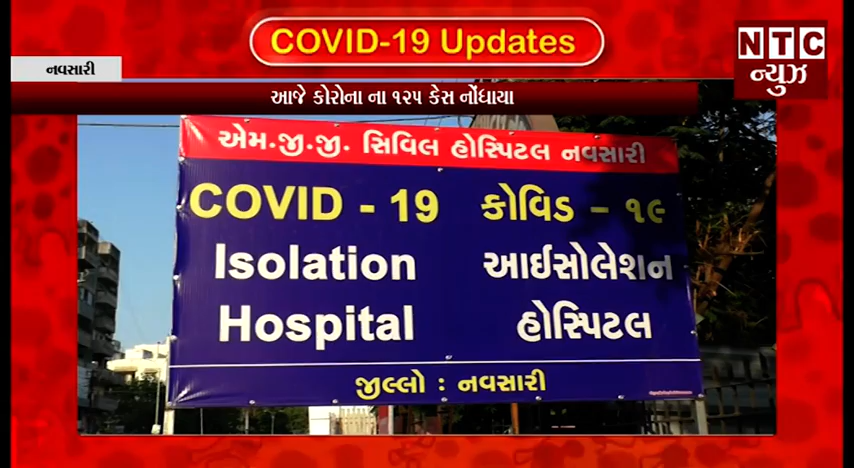 COVID-19 Updates
NTC
ન્યુઝ
નવસારી
આજે કોરોના ના ૧૨૫ કેસ નોંધાયા
એમ.જી.જી. સિવિલ હોસ્પિટલ નવસારી
COVID - 19 કોવિડ - ૧૯
Isolation આઈસોલેશન
Hospital હોસ્પિટલ
જીલ્લો : નવસારી